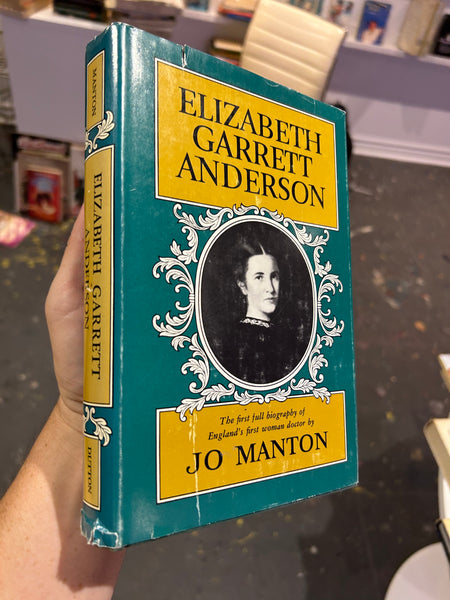 ELIZABETH
GARRETT
ANDERSON
The first full biography of
England's first woman doctor by
JO MANTON
MANTON
ELIZABETH GARRETT
ANDERSON
DUTTON